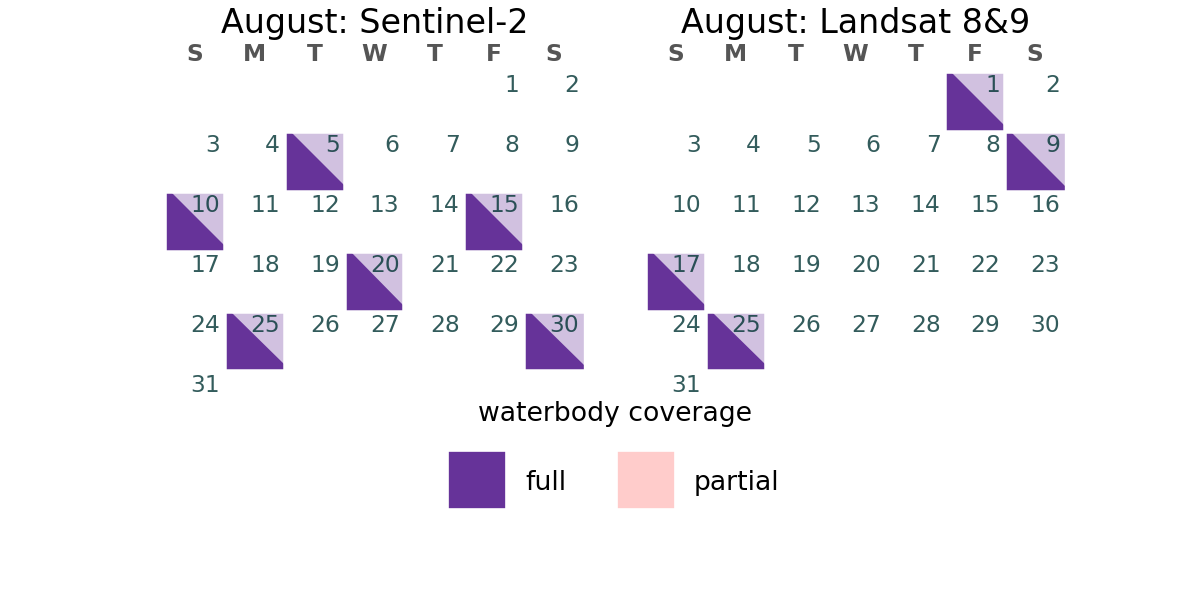 August: Sentinel-2
S M T W T F S
1 2
3 4 5 6 7 8 9
10 11 12 13 14 15 16
17 18 19 20 21 22 23
24 25 26 27 28 29 30
31
August: Landsat 8&9
S M T W T F S
1 2
3 4 5 6 7 8 9
10 11 12 13 14 15 16
17 18 19 20 21 22 23
24 25 26 27 28 29 30
31
waterbody coverage
full
partial